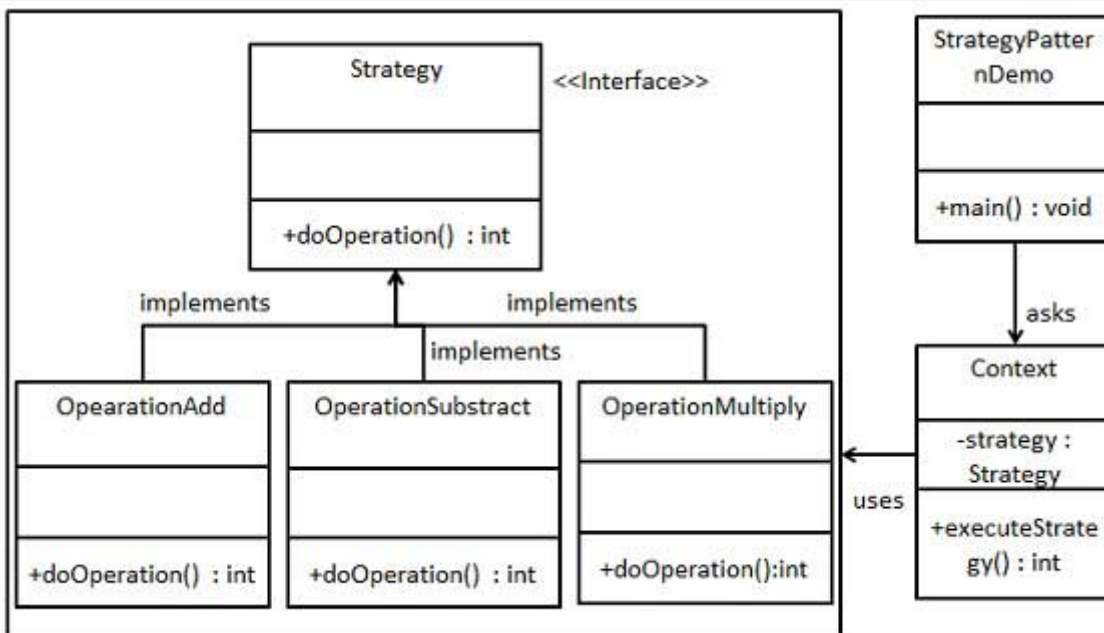 Strategy
<<Interface>>
+doOperation() : int
implements
implements
implements
OpearationAdd
+doOperation() : int
OperationSubstract
+doOperation() : int
OperationMultiply
+doOperation():int
StrategyPatter
nDemo
+main() : void
asks
Context
-strategy :
Strategy
+executeStrate
gy() : int
uses